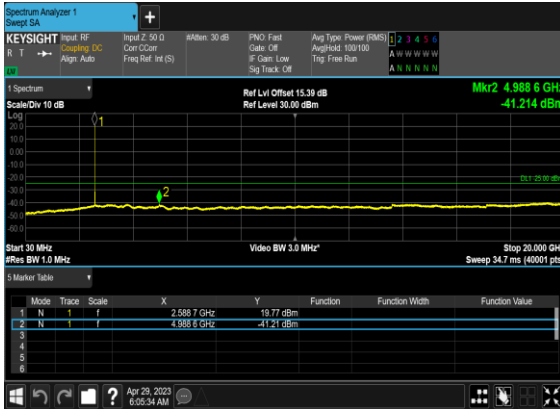 Spectrum Analyzer 1
Swept SA
+
KEYSIGHT Input: RF Input Z: 50 Ω #Atten: 30 dB PNO: Fast Avg Type: Power (RMS) 1 2 3 4 5 6
R T Coupling: DC Corr CCorr Gate: Off Avg|Hold: 100/100 A W W W W W
Align: Auto Freq Ref: Int (S) IF Gain: Low Trig: Free Run
Sig Track: Off A N N N N N
1 Spectrum Ref Lvl Offset 15.39 dB Mkr2 4.988 6 GHz
Scale/Div 10 dB Ref Level 30.00 dBm -41.214 dBm
Log
20.0
10.0
0.00
-10.0
-20.0
-30.0
-40.0
-50.0
-60.0
1
2
DL1 -25.00 dBm
Start 30 MHz Video BW 3.0 MHz* Stop 20.000 GHz
#Res BW 1.0 MHz Sweep 34.7 ms (40001 pts)
5 Marker Table
Mode Trace Scale X Y Function Function Width Function Value
1 N 1 f 2.588 7 GHz 19.77 dBm
2 N 1 f 4.988 6 GHz -41.21 dBm
3
4
5
6
? Apr 29, 2023
6:05:34 AM